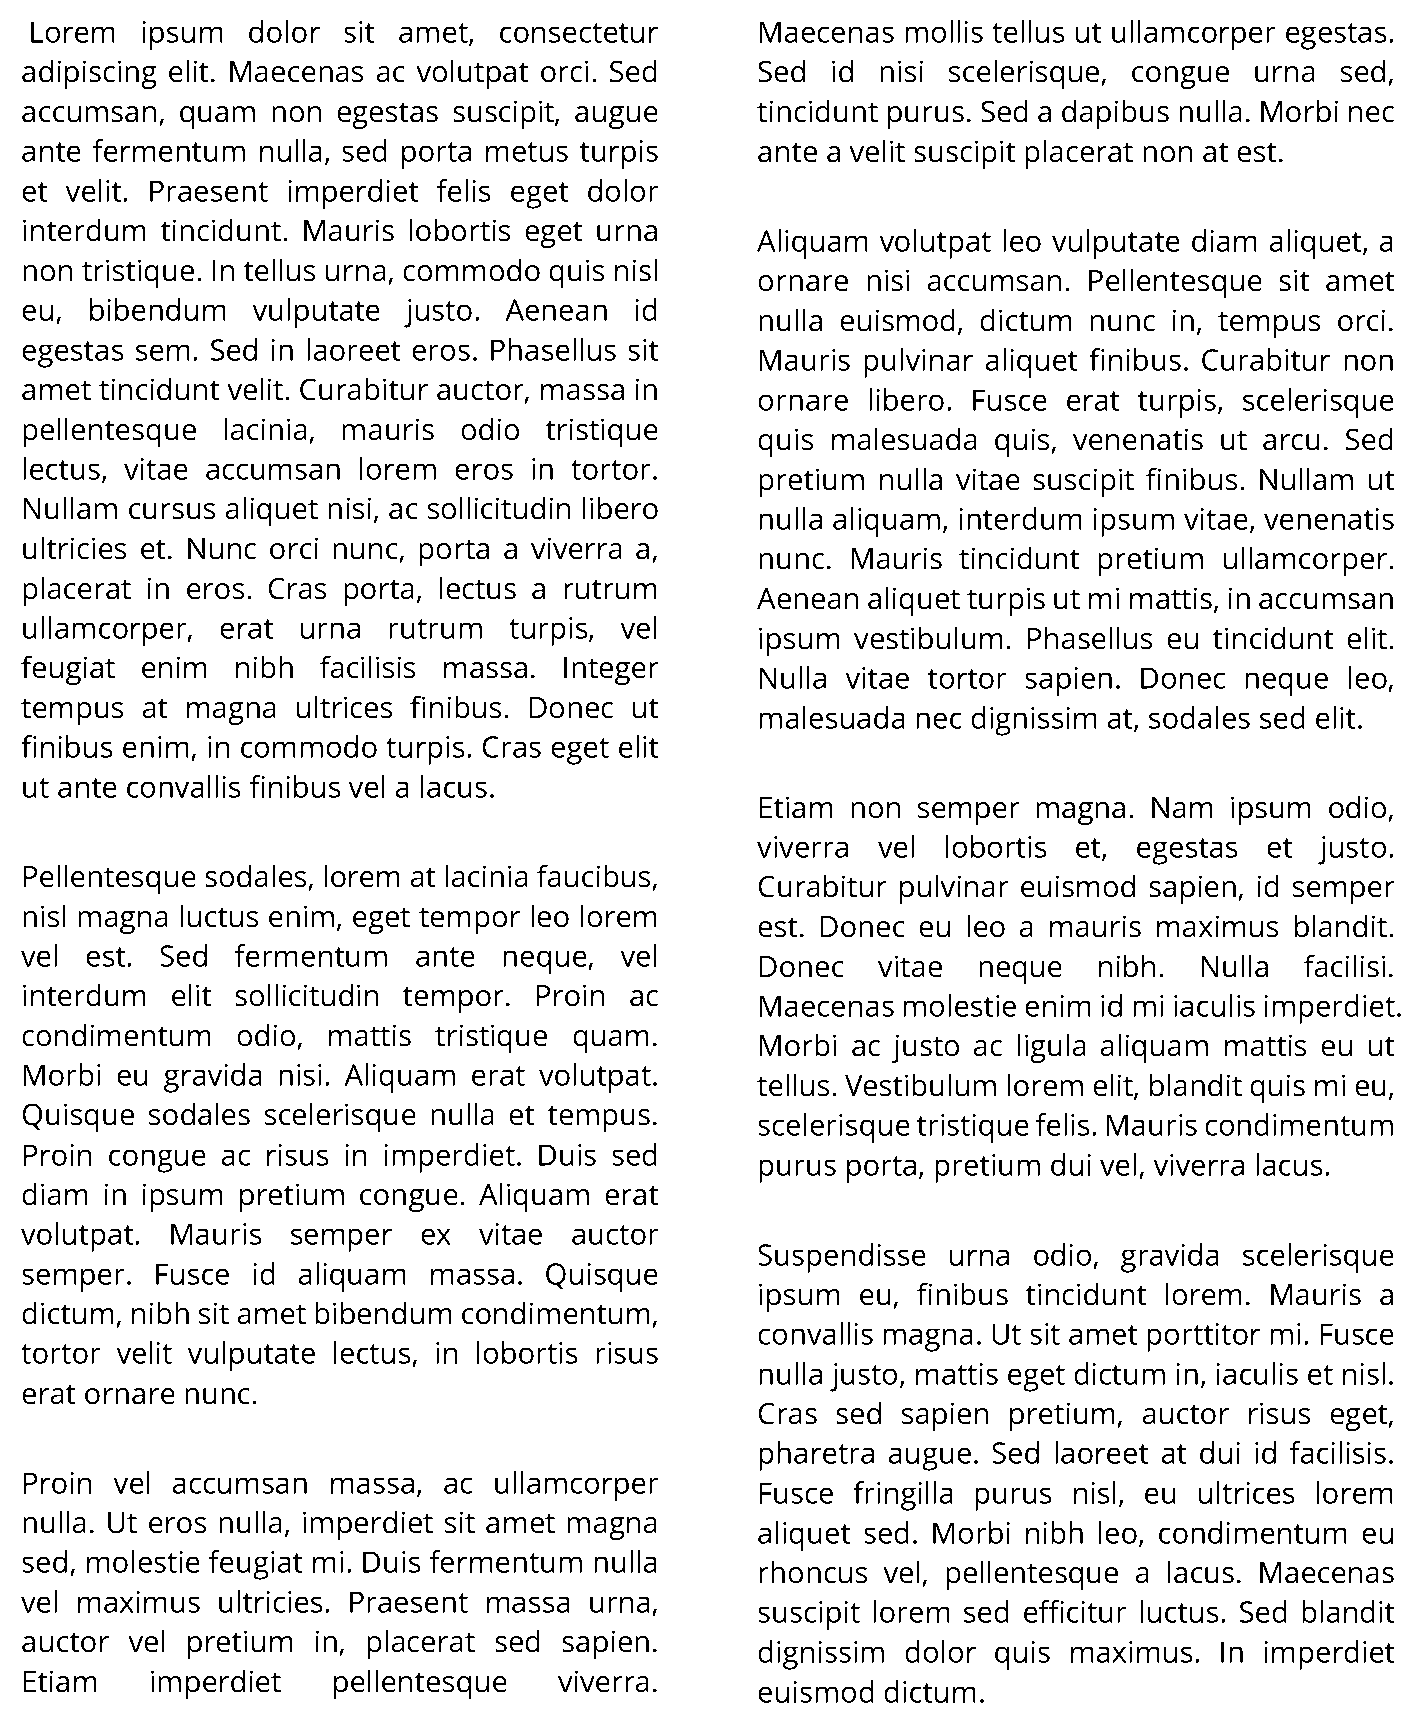 Lorem ipsum dolor sit amet, consectetur
adipiscing elit. Maecenas ac volutpat orci. Sed
accumsan, quam non egestas suscipit, augue
ante fermentum nulla, sed porta metus turpis
et velit. Praesent imperdiet felis eget dolor
interdum tincidunt. Mauris lobortis eget urna
non tristique. In tellus urna, commodo quis nisl
eu, bibendum vulputate justo. Aenean id
egestas sem. Sed in laoreet eros. Phasellus sit
amet tincidunt velit. Curabitur auctor, massa in
pellentesque lacinia, mauris odio tristique
lectus, vitae accumsan lorem eros in tortor.
Nullam cursus aliquet nisi, ac sollicitudin libero
ultricies et. Nunc orci nunc, porta a viverra a,
placerat in eros. Cras porta, lectus a rutrum
ullamcorper, erat urna rutrum turpis, vel
feugiat enim nibh facilisis massa. Integer
tempus at magna ultrices finibus. Donec ut
finibus enim, in commodo turpis. Cras eget elit
ut ante convallis finibus vel a lacus.

Pellentesque sodales, lorem at lacinia faucibus,
nisl magna luctus enim, eget tempor leo lorem
vel est. Sed fermentum ante neque, vel
interdum elit sollicitudin tempor. Proin ac
condimentum odio, mattis tristique quam.
Morbi eu gravida nisi. Aliquam erat volutpat.
Quisque sodales scelerisque nulla et tempus.
Proin congue ac risus in imperdiet. Duis sed
diam in ipsum pretium congue. Aliquam erat
volutpat. Mauris semper ex vitae auctor
semper. Fusce id aliquam massa. Quisque
dictum, nibh sit amet bibendum condimentum,
tortor velit vulputate lectus, in lobortis risus
erat ornare nunc.

Proin vel accumsan massa, ac ullamcorper
nulla. Ut eros nulla, imperdiet sit amet magna
sed, molestie feugiat mi. Duis fermentum nulla
vel maximus ultricies. Praesent massa urna,
auctor vel pretium in, placerat sed sapien.
Etiam imperdiet pellentesque viverra.
Maecenas mollis tellus ut ullamcorper egestas.
Sed id nisi scelerisque, congue urna sed,
tincidunt purus. Sed a dapibus nulla. Morbi nec
ante a velit suscipit placerat non at est.

Aliquam volutpat leo vulputate diam aliquet, a
ornare nisi accumsan. Pellentesque sit amet
nulla euismod, dictum nunc in, tempus orci.
Mauris pulvinar aliquet finibus. Curabitur non
ornare libero. Fusce erat turpis, scelerisque
quis malesuada quis, venenatis ut arcu. Sed
pretium nulla vitae suscipit finibus. Nullam ut
nulla aliquam, interdum ipsum vitae, venenatis
nunc. Mauris tincidunt pretium ullamcorper.
Aenean aliquet turpis ut mi mattis, in accumsan
ipsum vestibulum. Phasellus eu tincidunt elit.
Nulla vitae tortor sapien. Donec neque leo,
malesuada nec dignissim at, sodales sed elit.

Etiam non semper magna. Nam ipsum odio,
viverra vel lobortis et, egestas et justo.
Curabitur pulvinar euismod sapien, id semper
est. Donec eu leo a mauris maximus blandit.
Donec vitae neque nibh. Nulla facilisi.
Maecenas molestie enim id mi iaculis imperdiet.
Morbi ac justo ac ligula aliquam mattis eu ut
tellus. Vestibulum lorem elit, blandit quis mi eu,
scelerisque tristique felis. Mauris condimentum
purus porta, pretium dui vel, viverra lacus.

Suspendisse urna odio, gravida scelerisque
ipsum eu, finibus tincidunt lorem. Mauris a
convallis magna. Ut sit amet porttitor mi. Fusce
nulla justo, mattis eget dictum in, iaculis et nisl.
Cras sed sapien pretium, auctor risus eget,
pharetra augue. Sed laoreet at dui id facilisis.
Fusce fringilla purus nisl, eu ultrices lorem
aliquet sed. Morbi nibh leo, condimentum eu
rhoncus vel, pellentesque a lacus. Maecenas
suscipit lorem sed efficitur luctus. Sed blandit
dignissim dolor quis maximus. In imperdiet
euismod dictum.